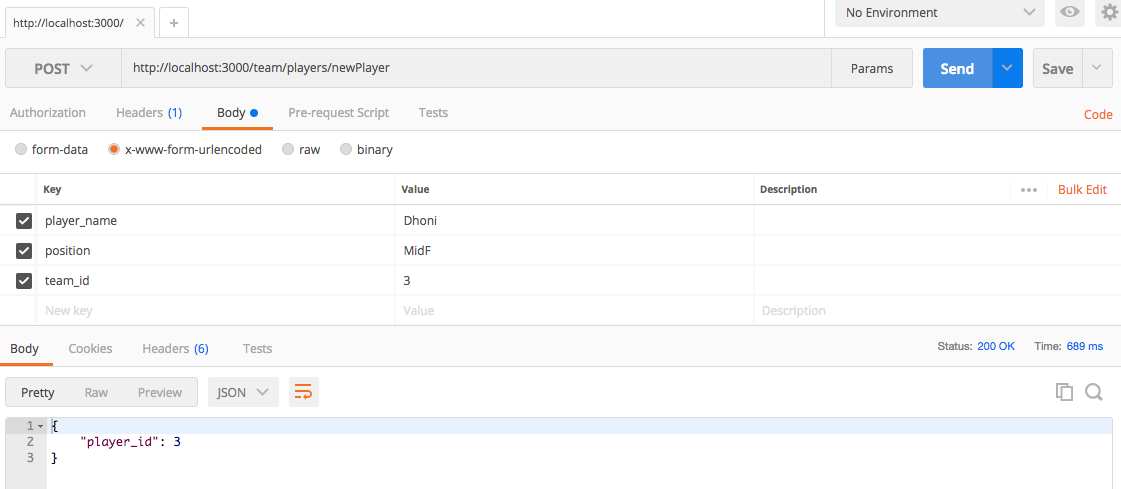 http://localhost:3000/ × +
No Environment
POST http://localhost:3000/team/players/newPlayer Params Send Save
Authorization Headers (1) Body Pre-request Script Tests Code
form-data x-www-form-urlencoded raw binary
Key Value Description ••• Bulk Edit
player_name Dhoni
position MidF
team_id 3
New key Value Description
Body Cookies Headers (6) Tests Status: 200 OK Time: 689 ms
Pretty Raw Preview JSON
1 {
2 "player_id": 3
3 }